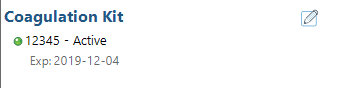 Coagulation Kit
12345 - Active
Exp: 2019-12-04